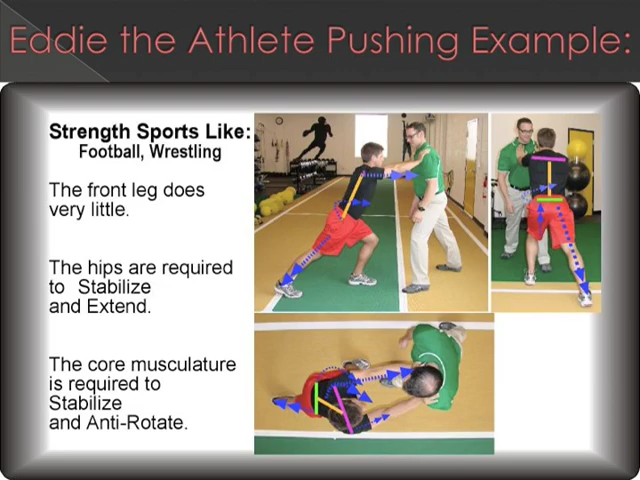 Eddie the Athlete Pushing Example:
Strength Sports Like:
Football, Wrestling
The front leg does
very little.
The hips are required
to Stabilize
and Extend.
The core musculature
is required to
Stabilize
and Anti-Rotate.